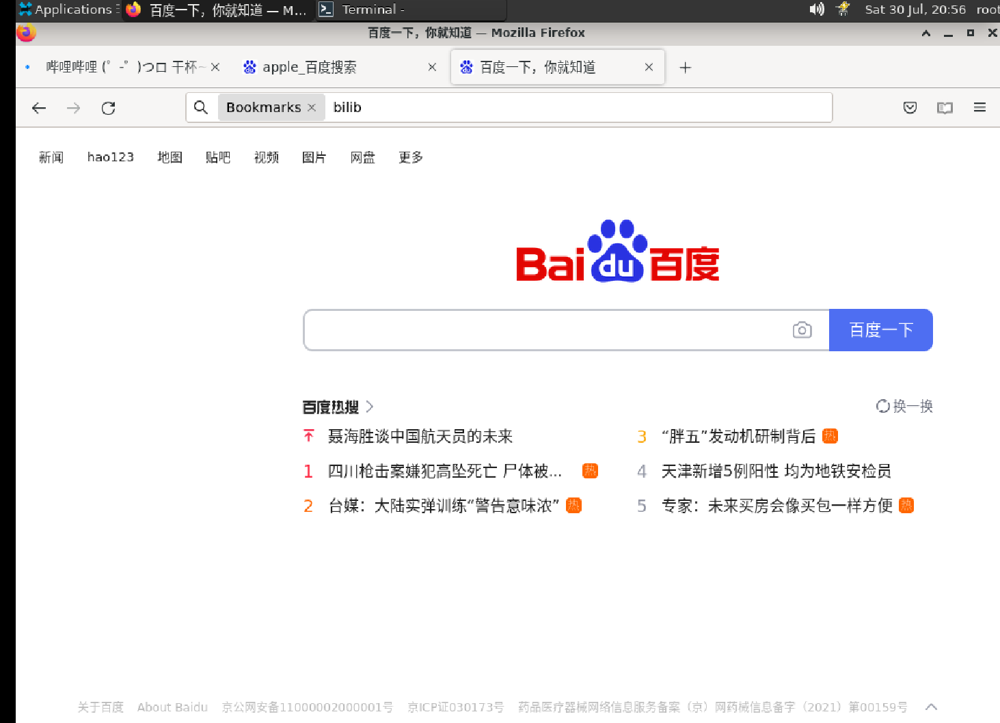 Applications 百度一下，你就知道 — M... Terminal - Sat 30 Jul, 20:56 root
百度一下，你就知道 — Mozilla Firefox
哔哩哔哩 (゜-゜)つロ 干杯~ apple_百度搜索 百度一下，你就知道
Bookmarks bilib
新闻 hao123 地图 贴吧 视频 图片 网盘 更多
Bai du 百度
百度一下
百度热搜 换一换
聂海胜谈中国航天员的未来 3 “胖五”发动机研制背后 热
1 四川枪击案嫌犯高坠死亡 尸体被... 热 4 天津新增5例阳性 均为地铁安检员
2 台媒：大陆实弹训练“警告意味浓” 热 5 专家：未来买房会像买包一样方便 热
关于百度 About Baidu 京公网安备11000002000001号 京ICP证030173号 药品医疗器械网络信息服务备案（京）网药械信息备字（2021）第00159号